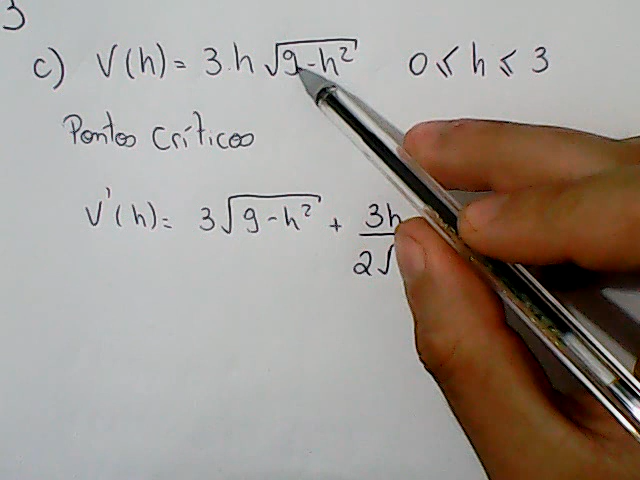 3
c) V(h) = 3.h √(9-h²) 0 ≤ h ≤ 3
Pontos Críticos
V'(h) = 3√(9-h²) + 3h / 2√